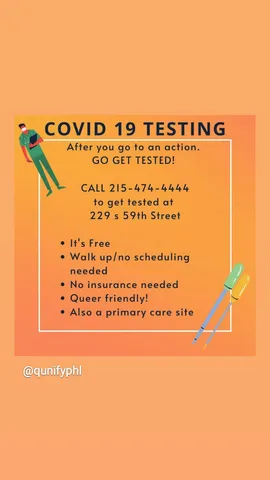 COVID 19 TESTING
After you go to an action.
GO GET TESTED!
CALL 215-474-4444
to get tested at
229 s 59th Street
• It's Free
• Walk up/no scheduling
needed
• No insurance needed
• Queer friendly!
• Also a primary care site
@qunifyphl